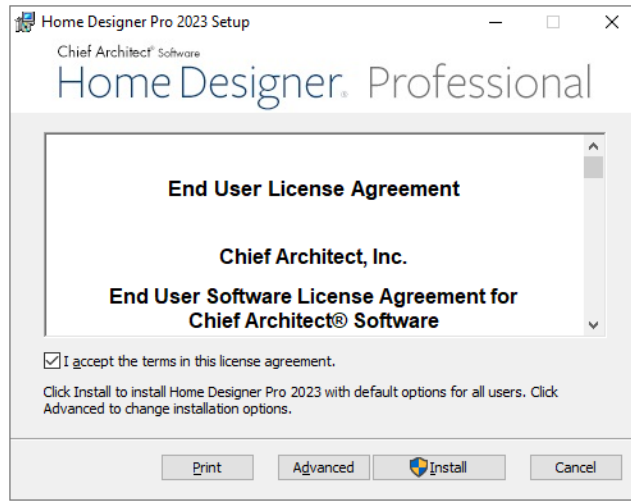 Home Designer Pro 2023 Setup
Chief Architect® Software
Home Designer® Professional
End User License Agreement
Chief Architect, Inc.
End User Software License Agreement for
Chief Architect® Software
I accept the terms in this license agreement.
Click Install to install Home Designer Pro 2023 with default options for all users. Click
Advanced to change installation options.
Print Advanced Install Cancel